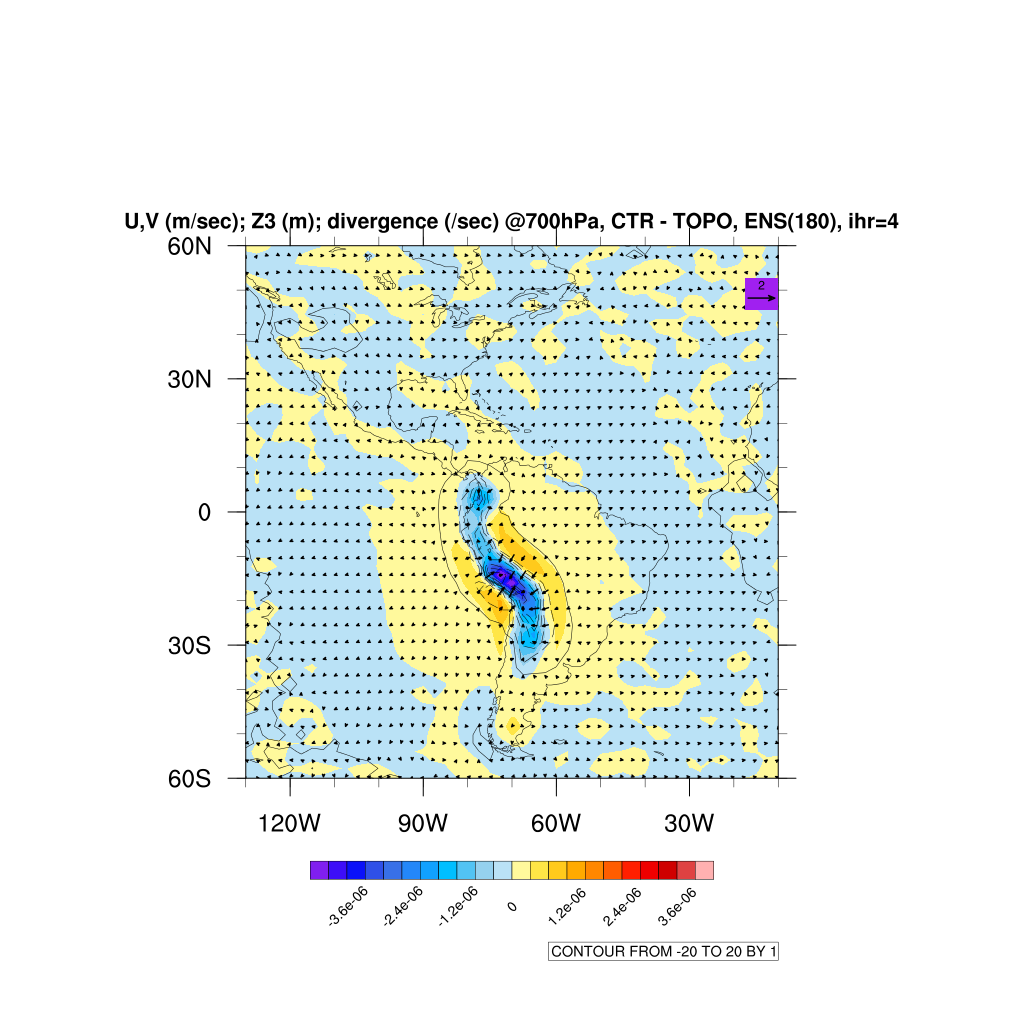 U,V (m/sec); Z3 (m); divergence (/sec) @700hPa, CTR - TOPO, ENS(180), ihr=4
60N
2
30N
0
30S
60S
120W 90W 60W 30W
-3.6e-06 -2.4e-06 -1.2e-06 0 1.2e-06 2.4e-06 3.6e-06
CONTOUR FROM -20 TO 20 BY 1